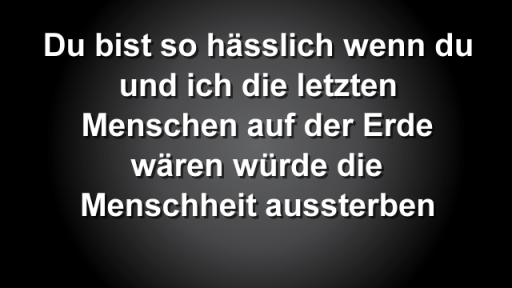 Du bist so hässlich wenn du
und ich die letzten
Menschen auf der Erde
wären würde die
Menschheit aussterben